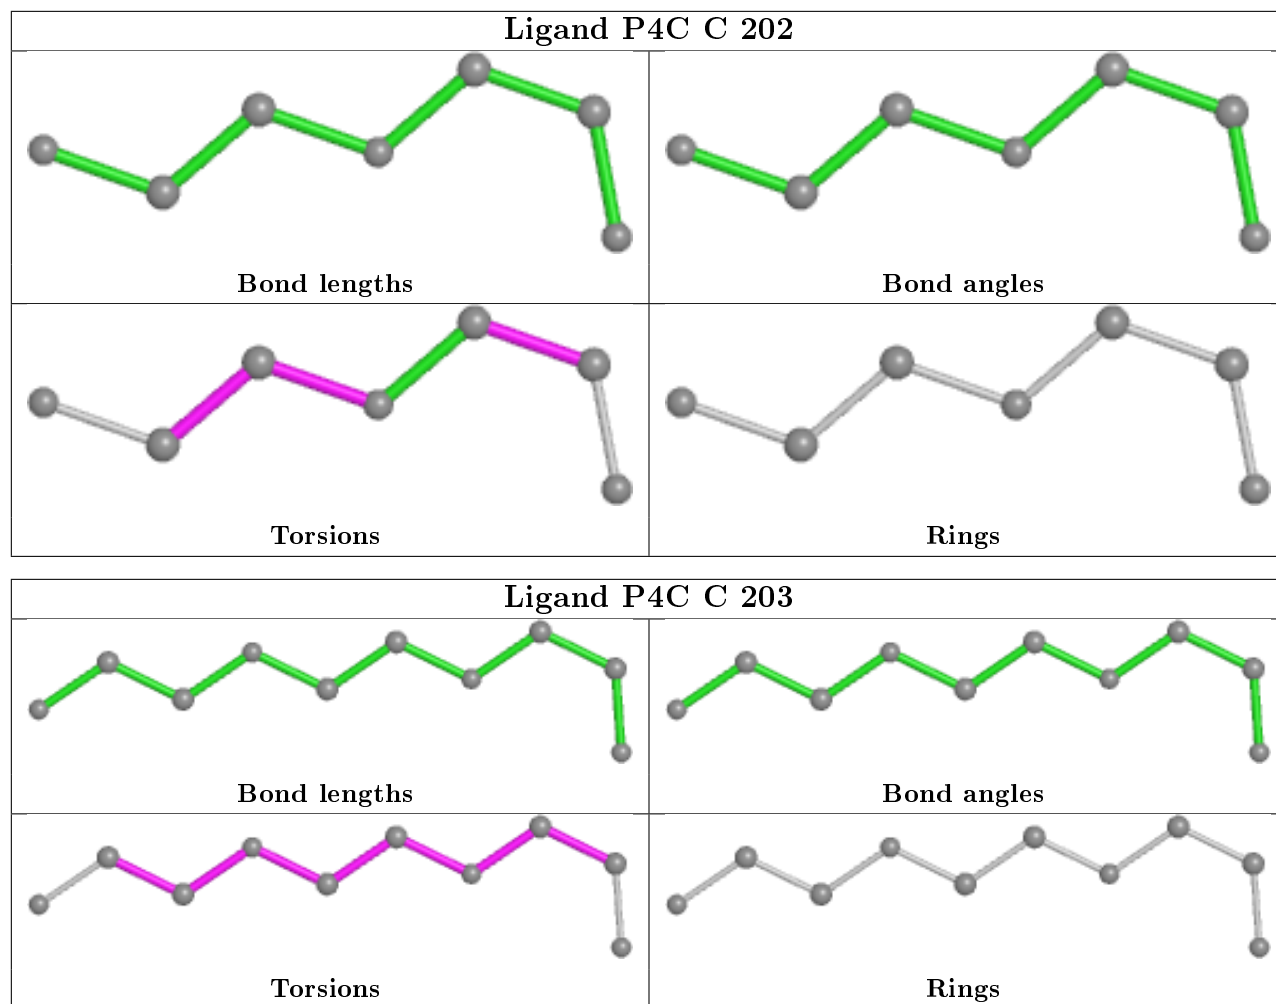 Ligand P4C C 202
Bond lengths
Bond angles
Torsions
Rings
Ligand P4C C 203
Bond lengths
Bond angles
Torsions
Rings